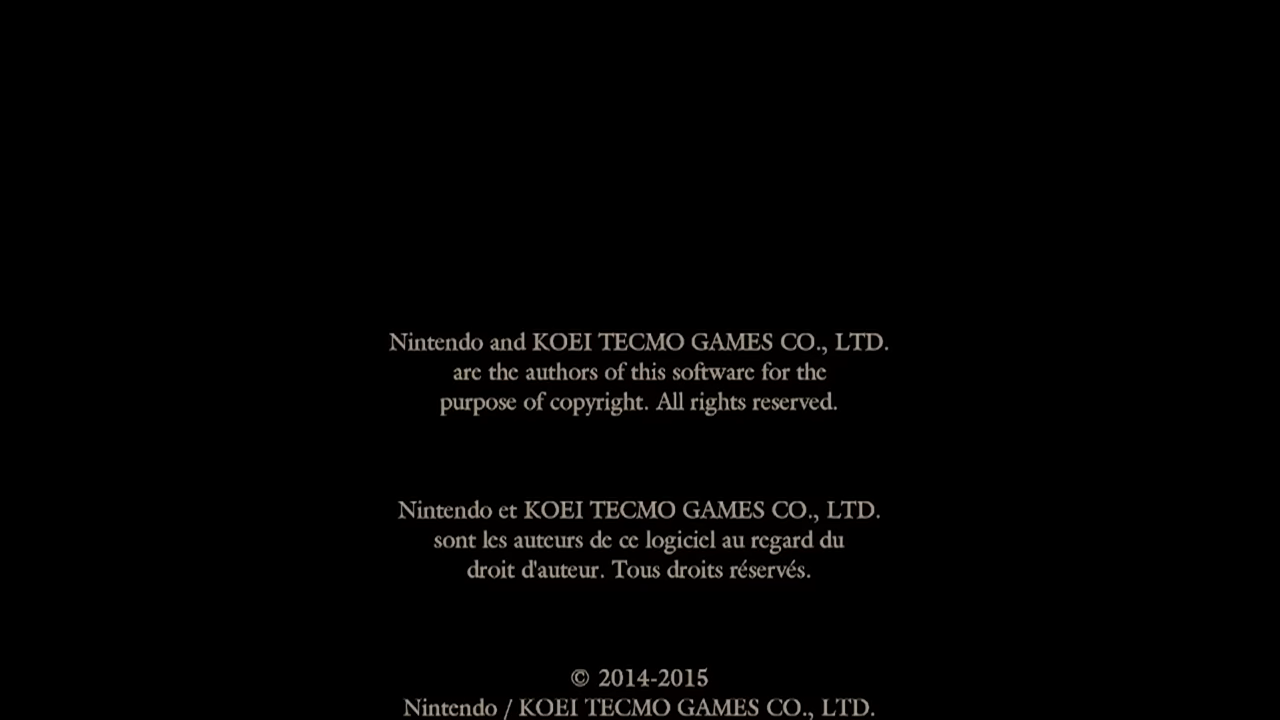 Nintendo and KOEI TECMO GAMES CO., LTD.
are the authors of this software for the
purpose of copyright. All rights reserved.
Nintendo et KOEI TECMO GAMES CO., LTD.
sont les auteurs de ce logiciel au regard du
droit d'auteur. Tous droits réservés.
© 2014-2015
Nintendo / KOEI TECMO GAMES CO., LTD.